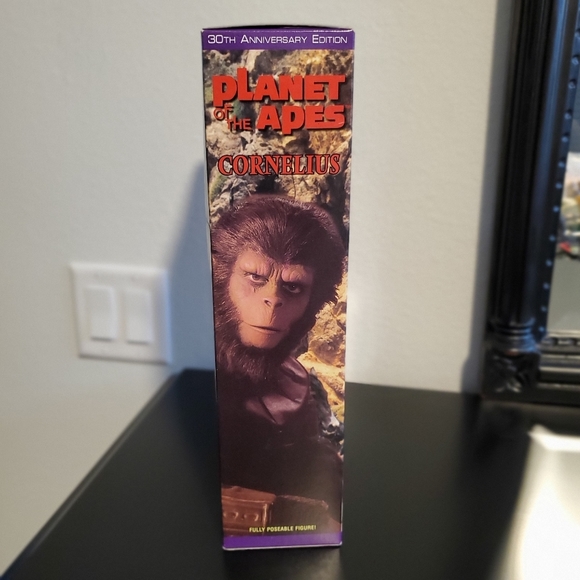 30TH ANNIVERSARY EDITION
PLANET
OF THE APES
CORNELIUS
FULLY POSEABLE FIGURE!